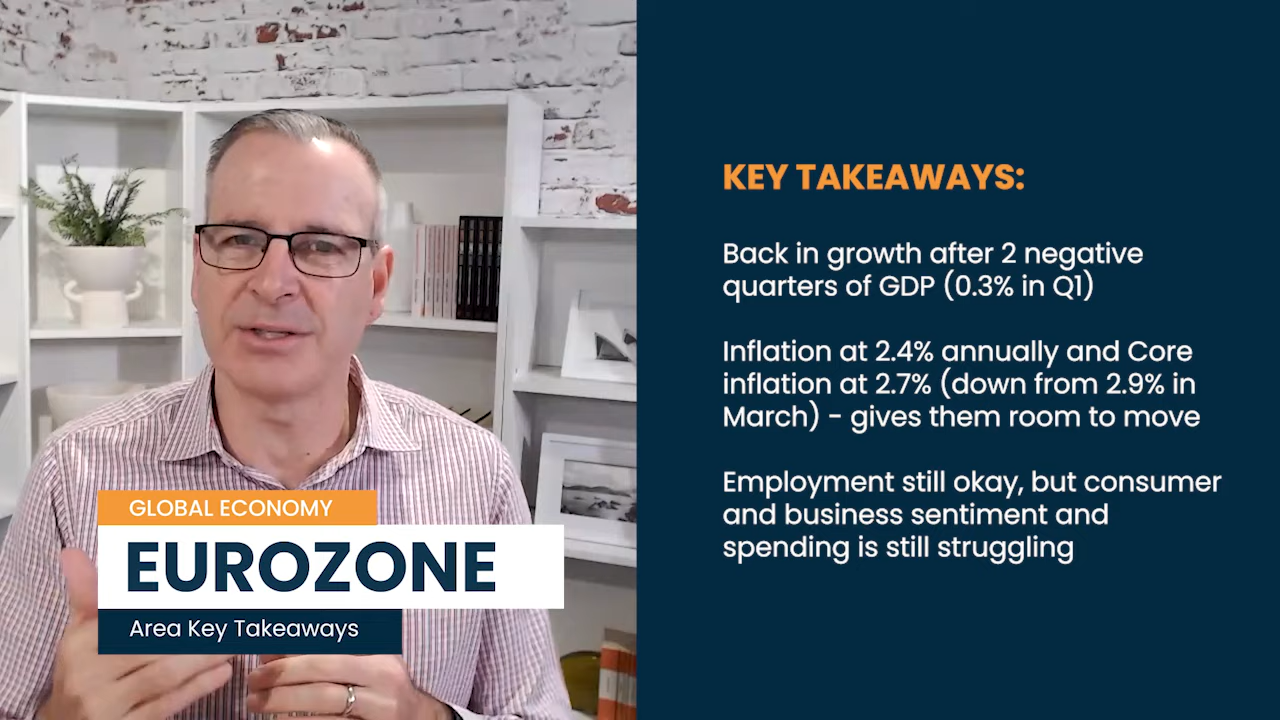 KEY TAKEAWAYS:
Back in growth after 2 negative
quarters of GDP (0.3% in Q1)
Inflation at 2.4% annually and Core
inflation at 2.7% (down from 2.9% in
March) - gives them room to move
Employment still okay, but consumer
and business sentiment and
spending is still struggling
GLOBAL ECONOMY
EUROZONE
Area Key Takeaways